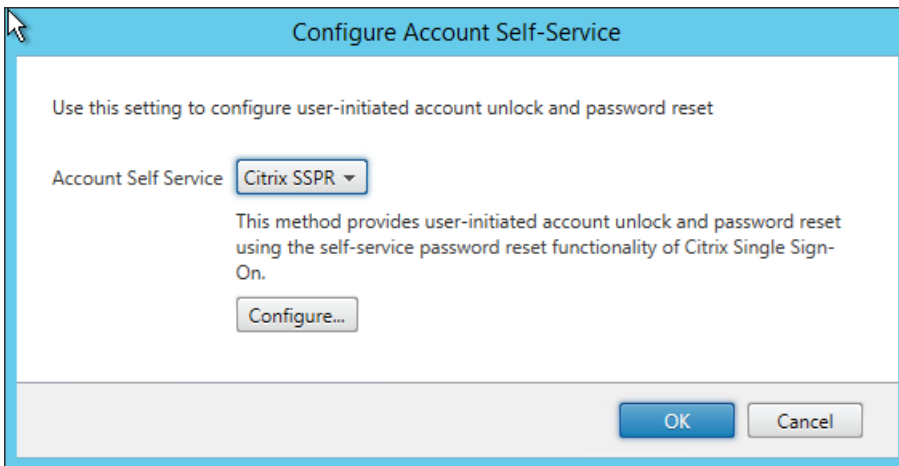 Configure Account Self-Service
Use this setting to configure user-initiated account unlock and password reset
Account Self Service Citrix SSPR
This method provides user-initiated account unlock and password reset
using the self-service password reset functionality of Citrix Single Sign-
On.
Configure...
OK Cancel